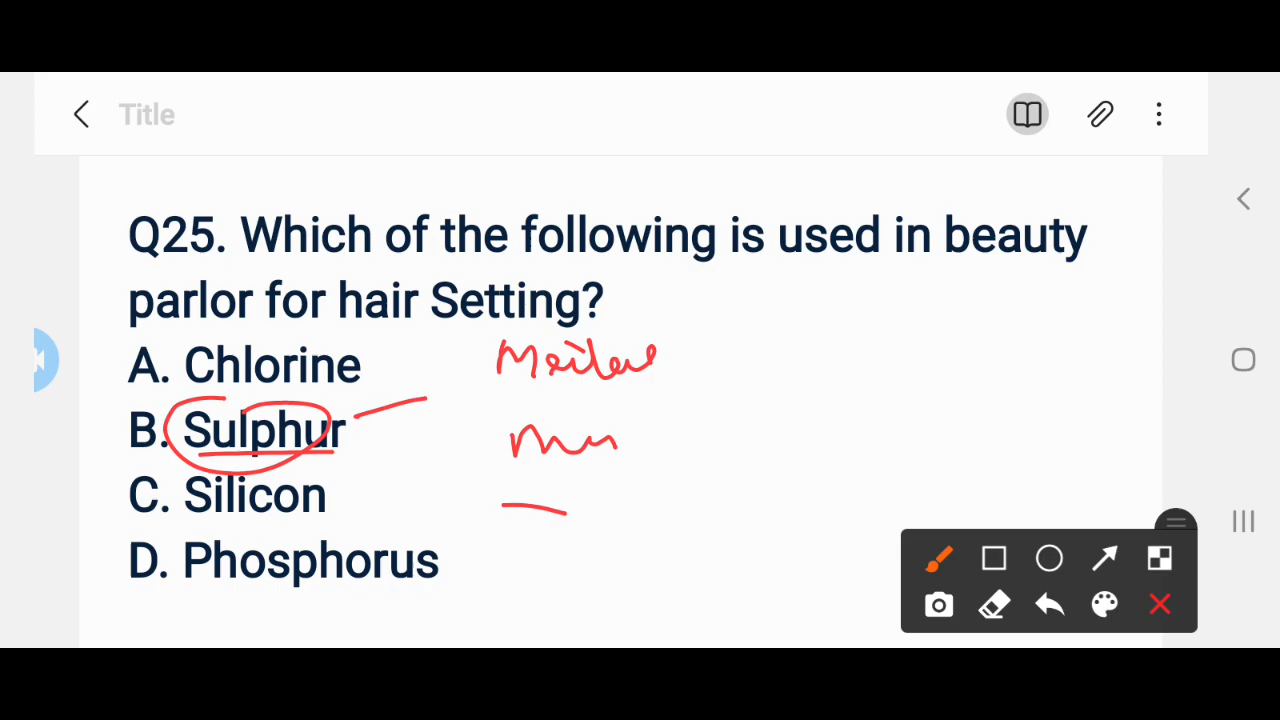 Title
Q25. Which of the following is used in beauty
parlor for hair Setting?
A. Chlorine
B. Sulphur
C. Silicon
D. Phosphorus